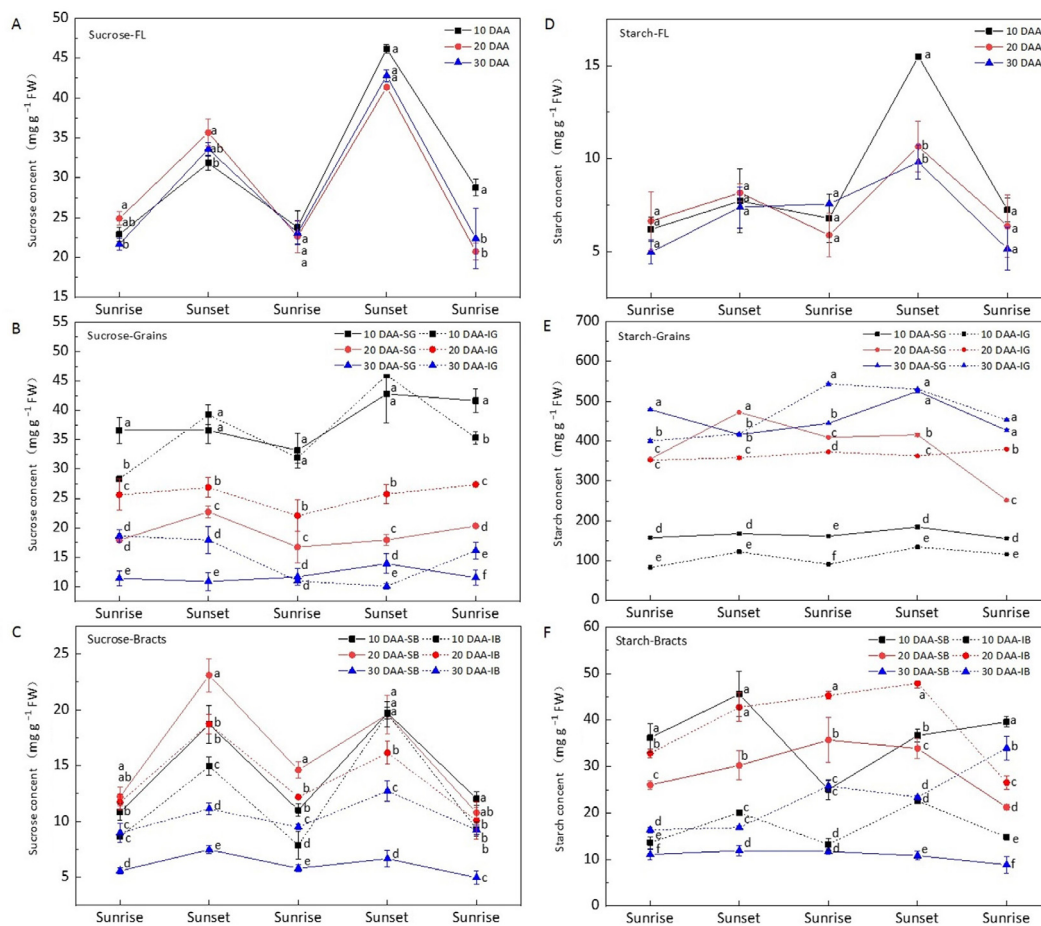 A
Sucrose-FL
10 DAA
20 DAA
30 DAA
Sucrose concent （mg g⁻¹ FW）
50
45
40
35
30
25
20
15
a
ab
b
a
ab
b
a
a
a
a
a
a
a
b
b
Sunrise Sunset Sunrise Sunset Sunrise
D
Starch-FL
10 DAA
20 DAA
30 DAA
Starch concent （mg g⁻¹ FW）
15
10
5
a
a
a
a
a
a
a
a
a
a
b
b
a
a
a
Sunrise Sunset Sunrise Sunset Sunrise
B
Sucrose-Grains
10 DAA-SG 10 DAA-IG
20 DAA-SG 20 DAA-IG
30 DAA-SG 30 DAA-IG
Sucrose concent （mg g⁻¹ FW）
55
50
45
40
35
30
25
20
15
10
a
b
c
d
d
e
a
a
b
c
d
e
a
a
b
c
d
d
a
a
b
c
d
e
a
b
c
d
e
f
Sunrise Sunset Sunrise Sunset Sunrise
E
Starch-Grains
10 DAA-SG 10 DAA-IG
20 DAA-SG 20 DAA-IG
30 DAA-SG 30 DAA-IG
Starch concent （mg g⁻¹ FW）
700
600
500
400
300
200
100
0
a
b
c
c
d
e
a
b
b
c
d
e
a
b
c
d
e
f
a
a
b
c
d
e
a
a
b
c
d
e
Sunrise Sunset Sunrise Sunset Sunrise
C
Sucrose-Bracts
10 DAA-SB 10 DAA-IB
20 DAA-SB 20 DAA-IB
30 DAA-SB 30 DAA-IB
Sucrose concent （mg g⁻¹ FW）
25
20
15
10
5
a
ab
b
c
c
d
a
b
b
c
d
e
a
b
b
c
d
e
a
a
a
b
c
d
a
ab
b
b
b
c
Sunrise Sunset Sunrise Sunset Sunrise
F
Starch-Bracts
10 DAA-SB 10 DAA-IB
20 DAA-SB 20 DAA-IB
30 DAA-SB 30 DAA-IB
Starch concent （mg g⁻¹ FW）
60
50
40
30
20
10
0
a
b
c
d
e
f
a
a
b
c
c
d
a
b
c
c
d
d
a
b
c
d
d
e
a
b
c
d
e
f
Sunrise Sunset Sunrise Sunset Sunrise